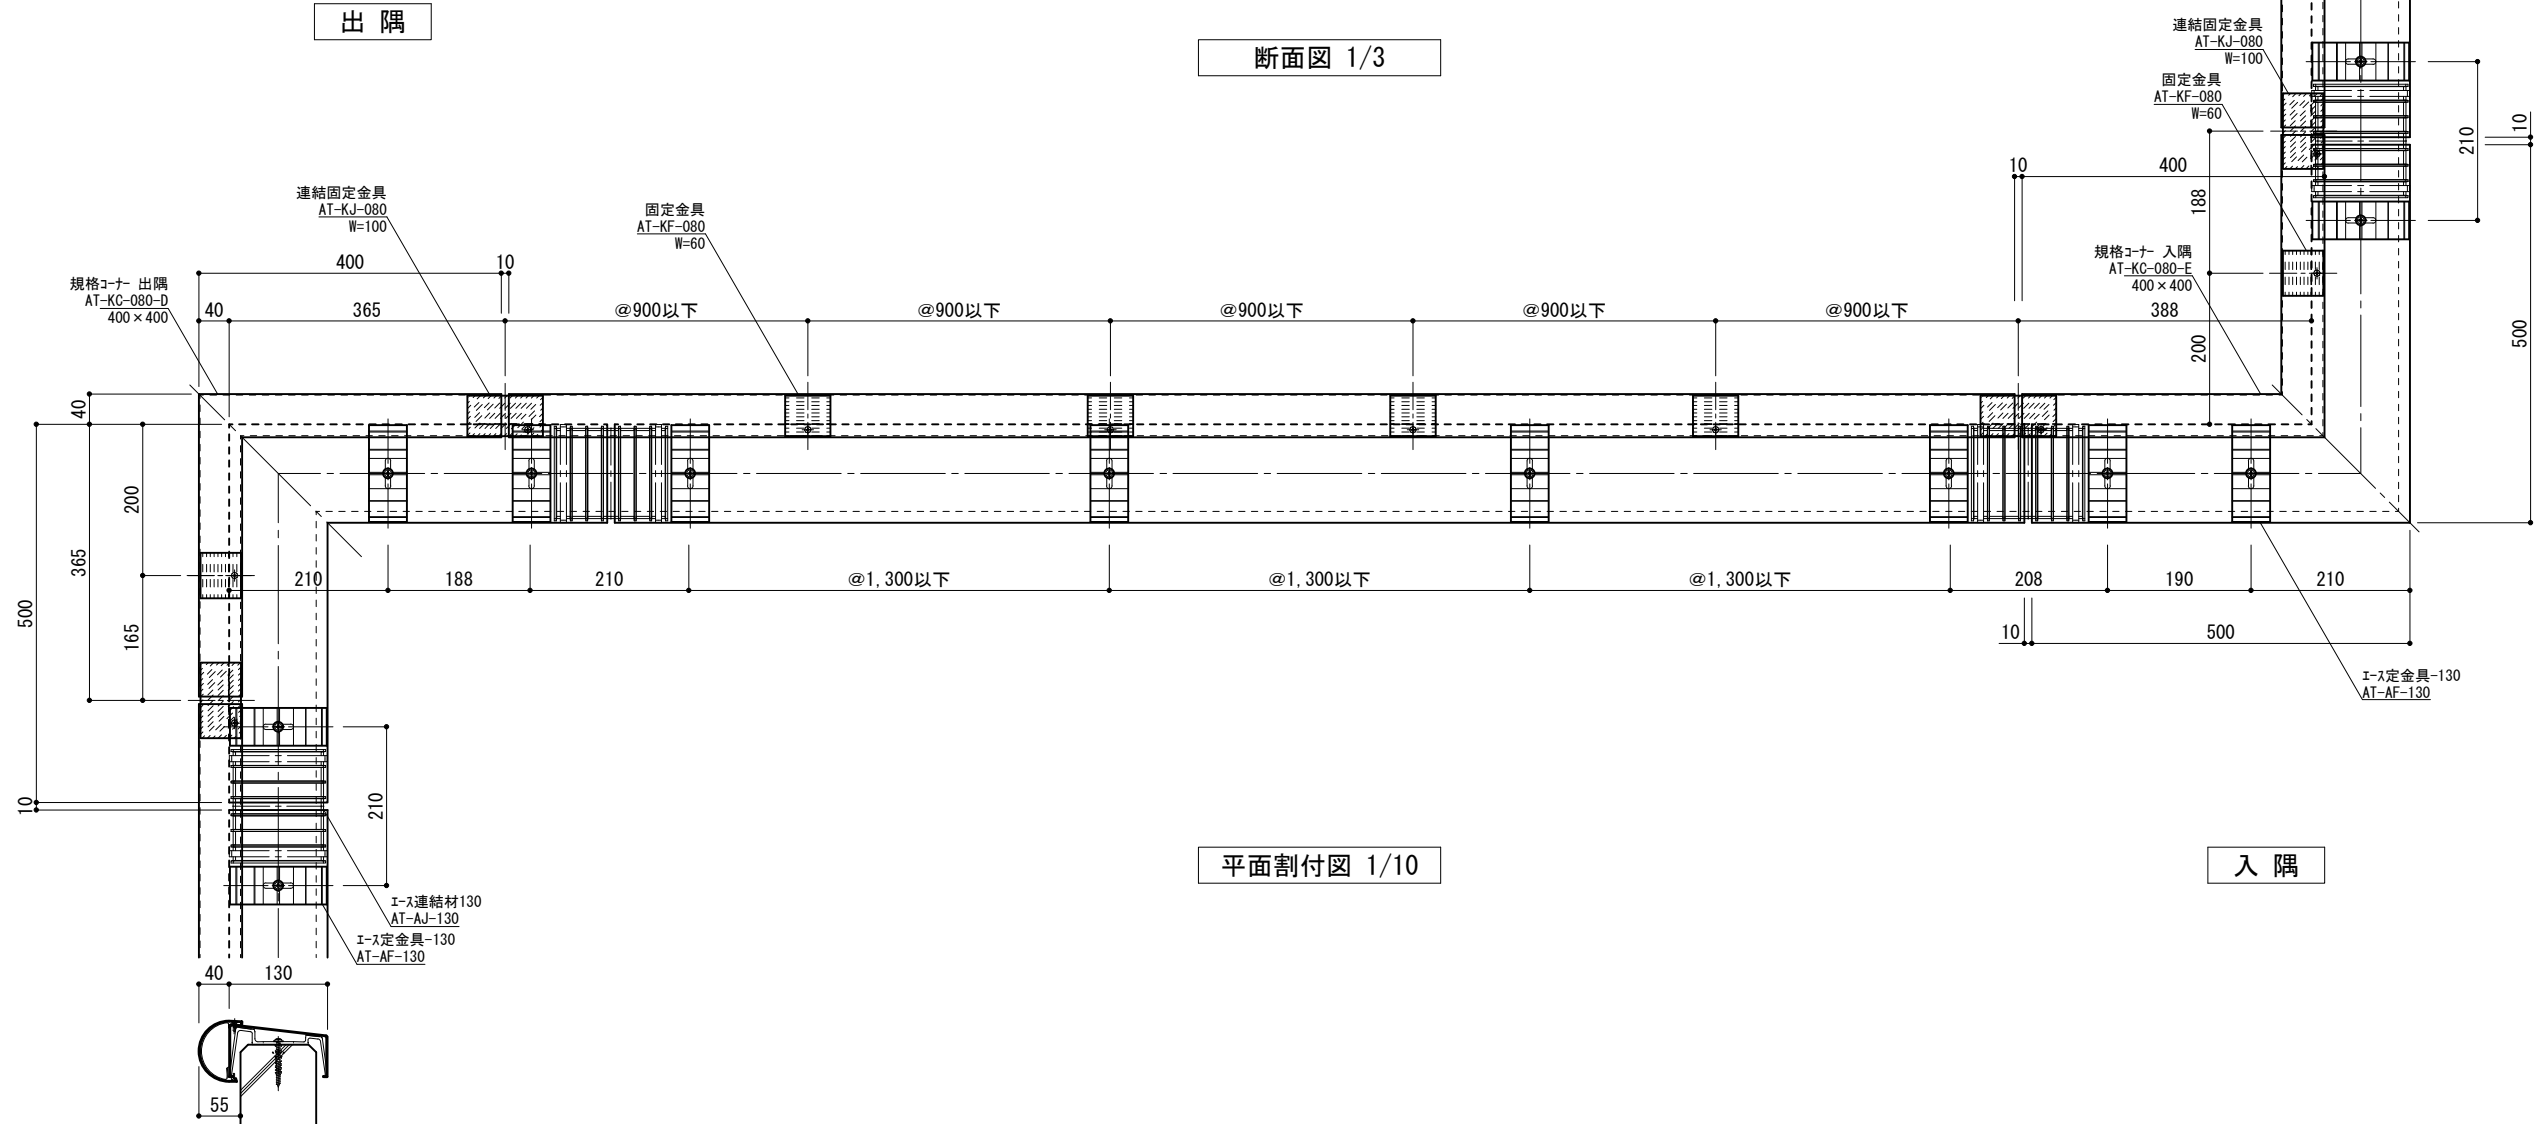 出 隅
断面図 1/3
連結固定金具
AT-KJ-080
W=100
固定金具
AT-KF-080
W=60
210
10
500
10
400
188
200
連結固定金具
AT-KJ-080
W=100
固定金具
AT-KF-080
W=60
規格ｺｰﾅｰ 入隅
AT-KC-080-E
400×400
規格ｺｰﾅｰ 出隅
AT-KC-080-D
400×400
400
10
40
365
@900以下
@900以下
@900以下
@900以下
@900以下
388
40
200
365
500
165
10
210
188
210
@1,300以下
@1,300以下
@1,300以下
208
190
210
10
500
ｴｰｽ定金具-130
AT-AF-130
210
平面割付図 1/10
入 隅
ｴｰｽ連結材130
AT-AJ-130
ｴｰｽ定金具-130
AT-AF-130
40
130
55